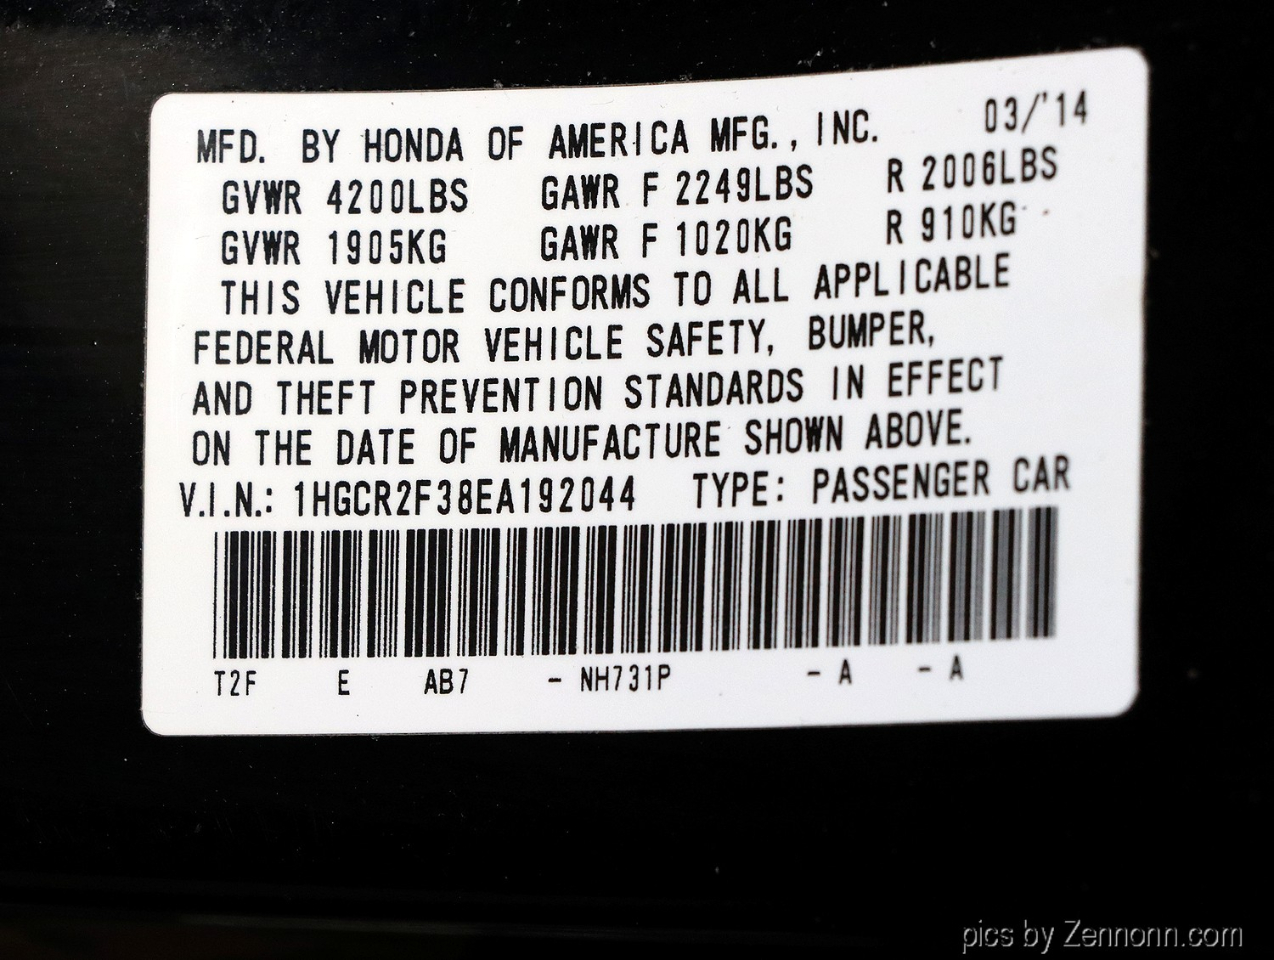 MFD. BY HONDA OF AMERICA MFG., INC. 03/'14
GVWR 4200LBS GAWR F 2249LBS R 2006LBS
GVWR 1905KG GAWR F 1020KG R 910KG
THIS VEHICLE CONFORMS TO ALL APPLICABLE
FEDERAL MOTOR VEHICLE SAFETY, BUMPER,
AND THEFT PREVENTION STANDARDS IN EFFECT
ON THE DATE OF MANUFACTURE SHOWN ABOVE.
V.I.N.: 1HGCR2F38EA192044 TYPE: PASSENGER CAR
T2F E AB7 - NH731P - A - A
pics by Zennonn.com